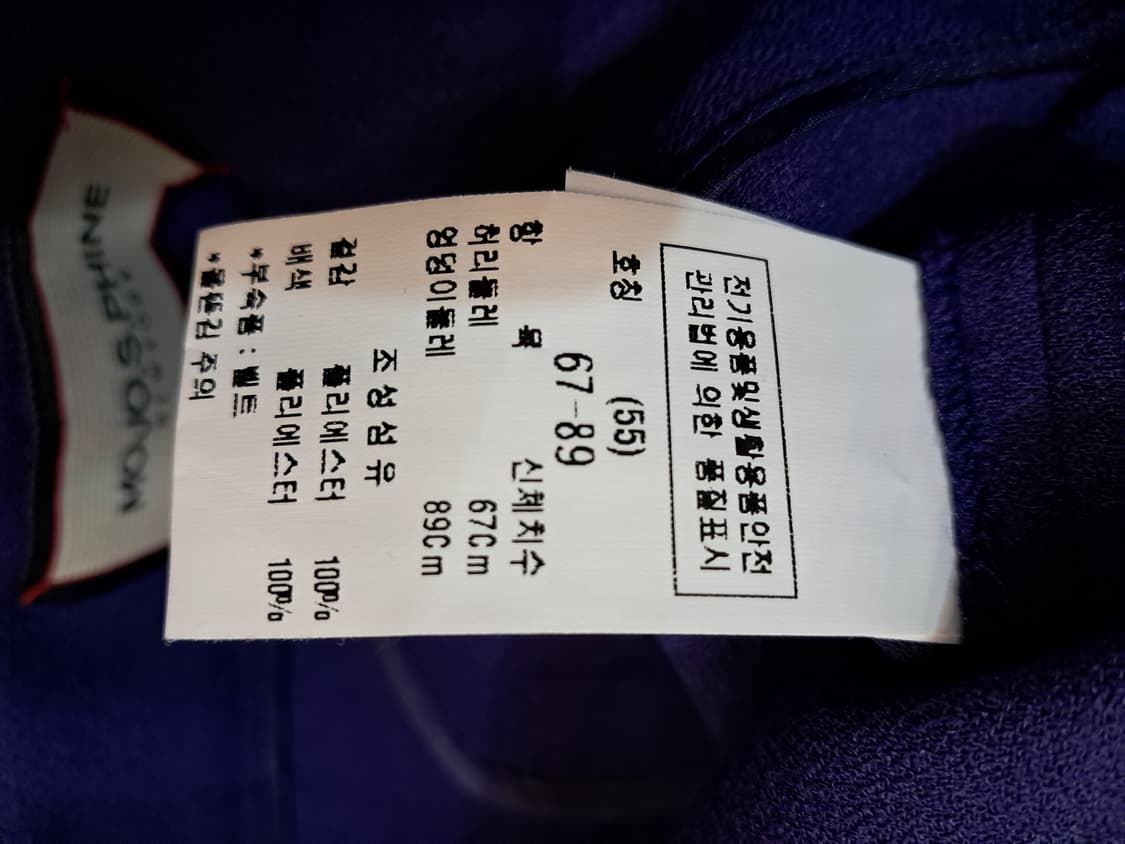 전기용품및생활용품안전
관리법에 의한 품질표시
호칭 (55)
67-89
항 목 신체치수
허리둘레 67Cm
엉덩이둘레 89Cm
조성섬유
겉감 폴리에스터 100%
배색 폴리에스터 100%
*부속품:벨트
*물뜯김주의